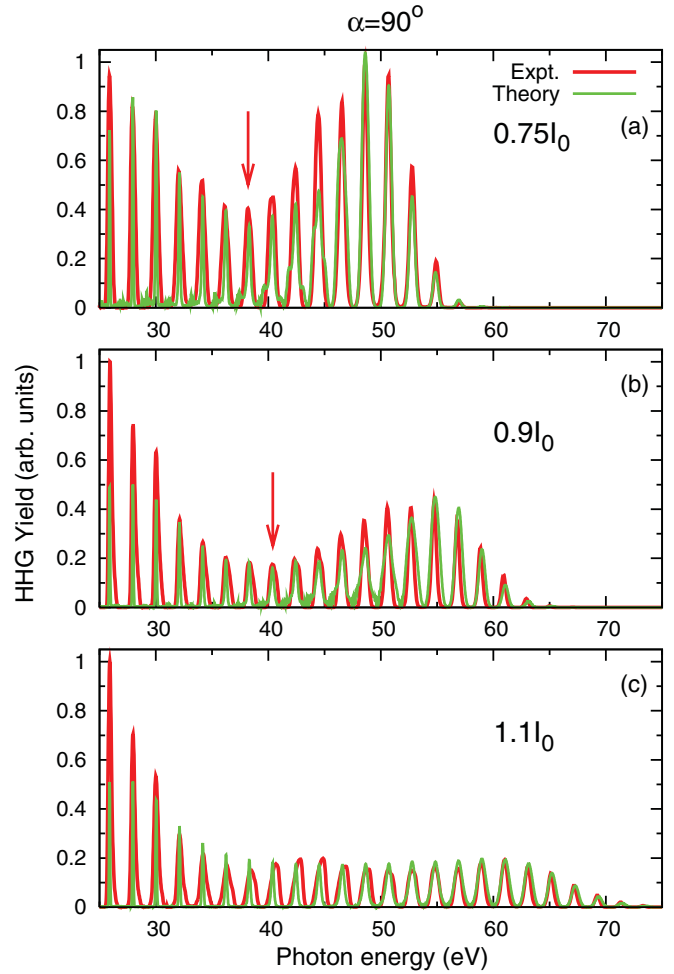 α=90°
Expt.
Theory
(a)
0.75I₀
1
0.8
0.6
0.4
0.2
0
30 40 50 60 70
(b)
0.9I₀
1
0.8
0.6
0.4
0.2
0
30 40 50 60 70
HHG Yield (arb. units)
(c)
1.1I₀
1
0.8
0.6
0.4
0.2
0
30 40 50 60 70
Photon energy (eV)